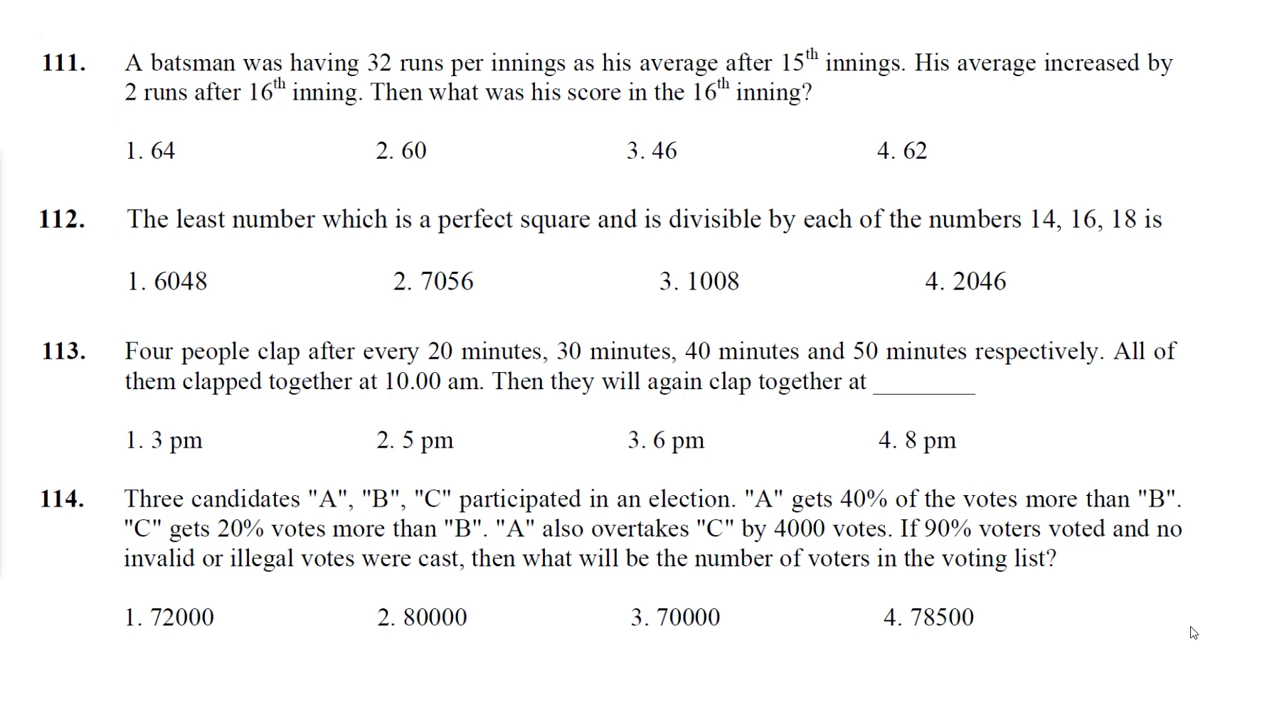 111. A batsman was having 32 runs per innings as his average after 15th innings. His average increased by
2 runs after 16th inning. Then what was his score in the 16th inning?
1. 64 2. 60 3. 46 4. 62
112. The least number which is a perfect square and is divisible by each of the numbers 14, 16, 18 is
1. 6048 2. 7056 3. 1008 4. 2046
113. Four people clap after every 20 minutes, 30 minutes, 40 minutes and 50 minutes respectively. All of
them clapped together at 10.00 am. Then they will again clap together at ________
1. 3 pm 2. 5 pm 3. 6 pm 4. 8 pm
114. Three candidates "A", "B", "C" participated in an election. "A" gets 40% of the votes more than "B".
"C" gets 20% votes more than "B". "A" also overtakes "C" by 4000 votes. If 90% voters voted and no
invalid or illegal votes were cast, then what will be the number of voters in the voting list?
1. 72000 2. 80000 3. 70000 4. 78500